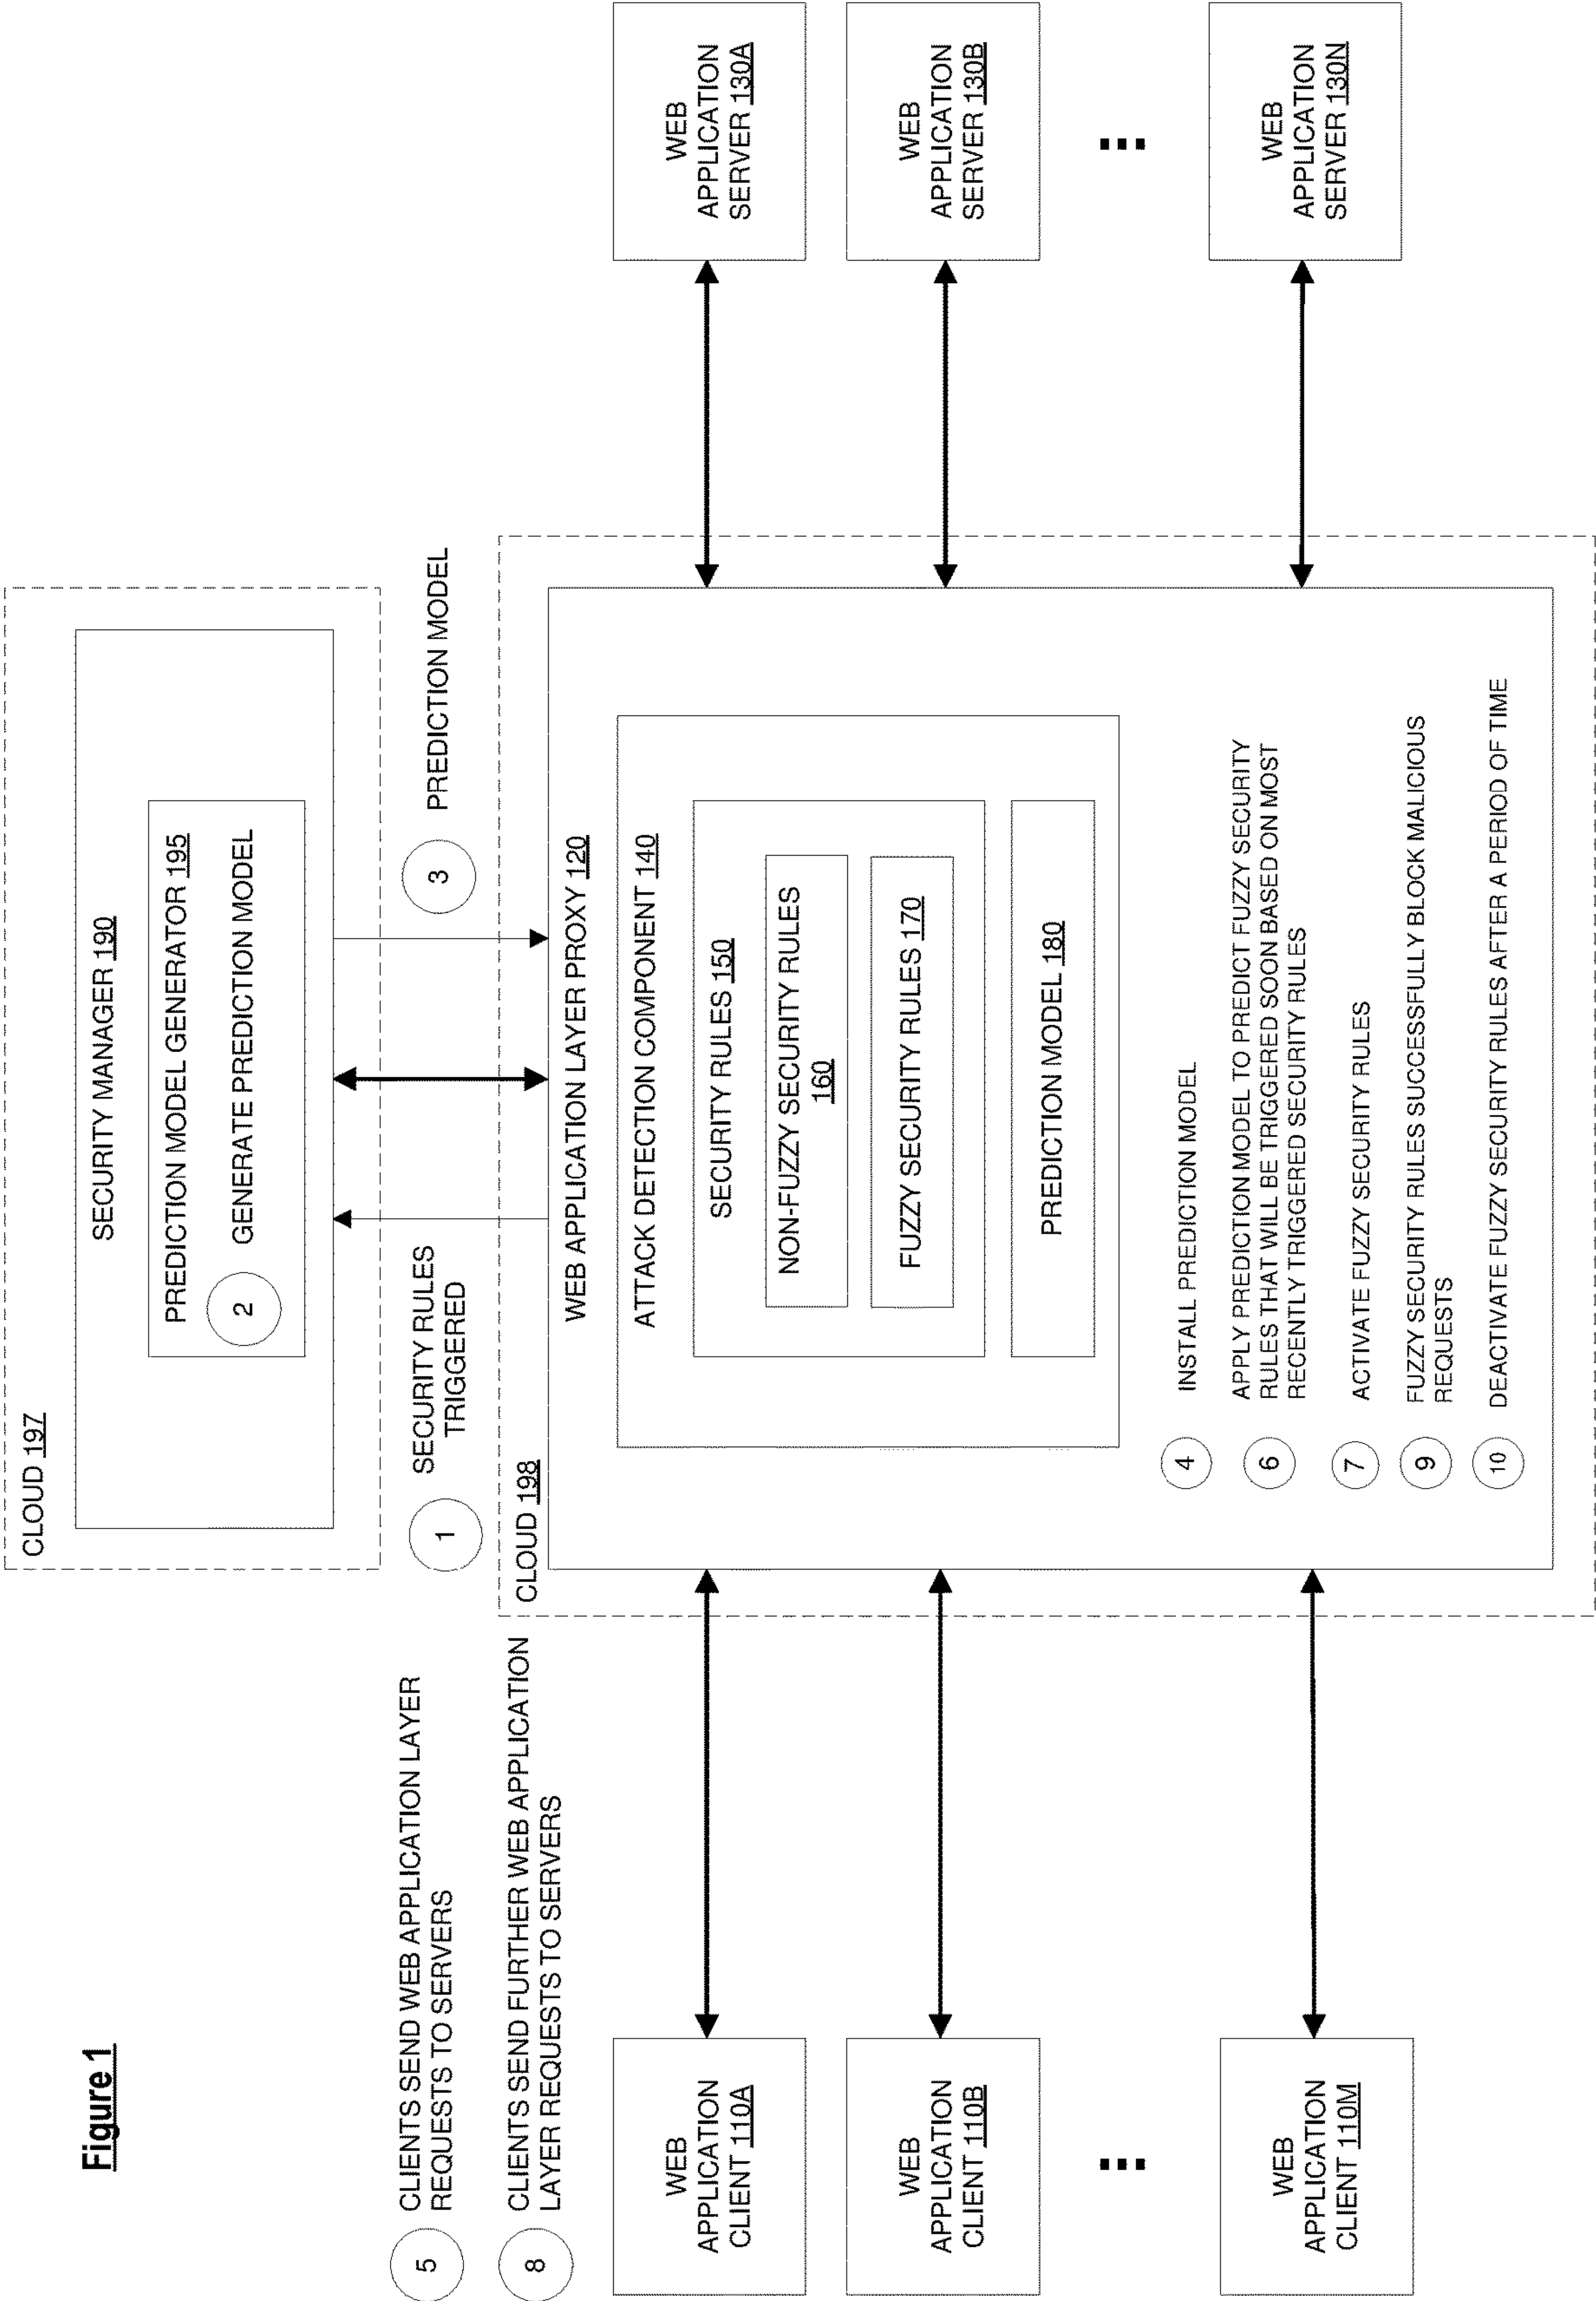 Figure 1
CLOUD 197
SECURITY MANAGER 190
PREDICTION MODEL GENERATOR 195
2
GENERATE PREDICTION MODEL
5
CLIENTS SEND WEB APPLICATION LAYER
REQUESTS TO SERVERS
8
CLIENTS SEND FURTHER WEB APPLICATION
LAYER REQUESTS TO SERVERS
1
SECURITY RULES
TRIGGERED
3
PREDICTION MODEL
CLOUD 198
WEB APPLICATION LAYER PROXY 120
ATTACK DETECTION COMPONENT 140
SECURITY RULES 150
NON-FUZZY SECURITY RULES
160
FUZZY SECURITY RULES 170
PREDICTION MODEL 180
4
INSTALL PREDICTION MODEL
6
APPLY PREDICTION MODEL TO PREDICT FUZZY SECURITY
RULES THAT WILL BE TRIGGERED SOON BASED ON MOST
RECENTLY TRIGGERED SECURITY RULES
7
ACTIVATE FUZZY SECURITY RULES
9
FUZZY SECURITY RULES SUCCESSFULLY BLOCK MALICIOUS
REQUESTS
10
DEACTIVATE FUZZY SECURITY RULES AFTER A PERIOD OF TIME
WEB
APPLICATION
CLIENT 110A
WEB
APPLICATION
CLIENT 110B
...
WEB
APPLICATION
CLIENT 110M
WEB
APPLICATION
SERVER 130A
WEB
APPLICATION
SERVER 130B
...
WEB
APPLICATION
SERVER 130N